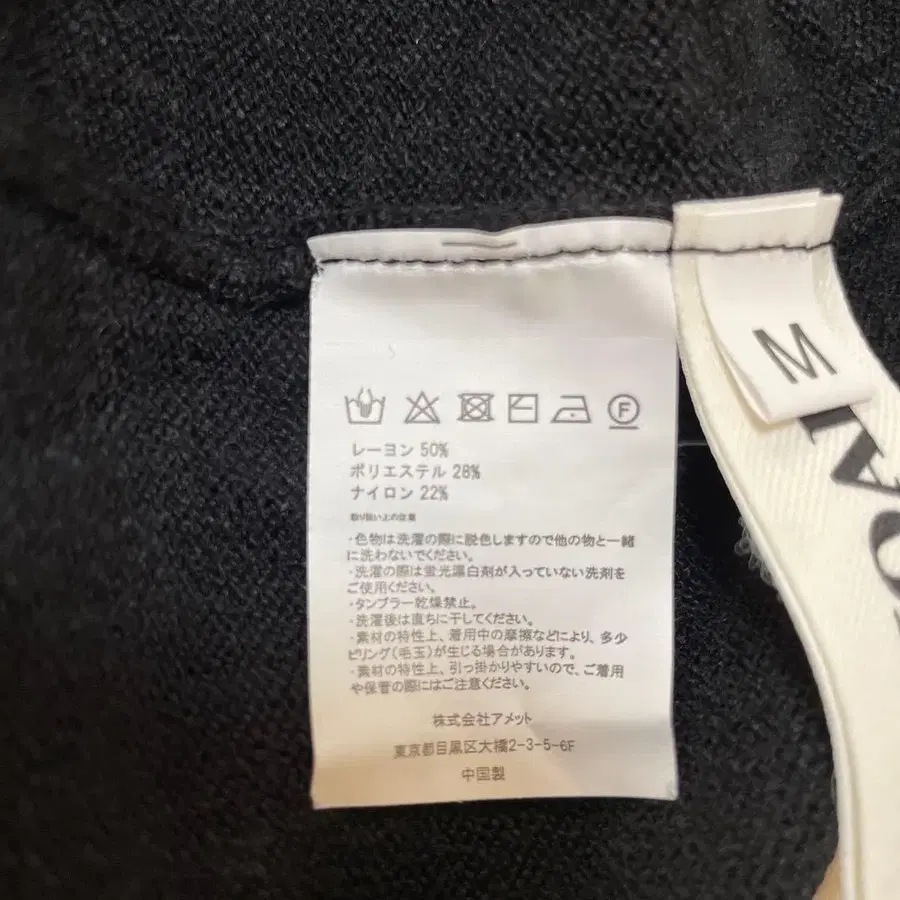 F
レーヨン 50%
ポリエステル 28%
ナイロン 22%
取り扱い上の注意
・色物は洗濯の際に脱色しますので他の物と一緒
に洗わないでください。
・洗濯の際は蛍光漂白剤が入っていない洗剤を
ご使用ください。
・タンブラー乾燥禁止。
・洗濯後は直ちに干してください。
・素材の特性上、着用中の摩擦などにより、多少
ピリング(毛玉)が生じる場合があります。
・素材の特性上、引っ掛かりやすいので、ご着用
や保管の際にはご注意ください。
株式会社アメット
東京都目黒区大橋2-3-5-6F
中国製
M